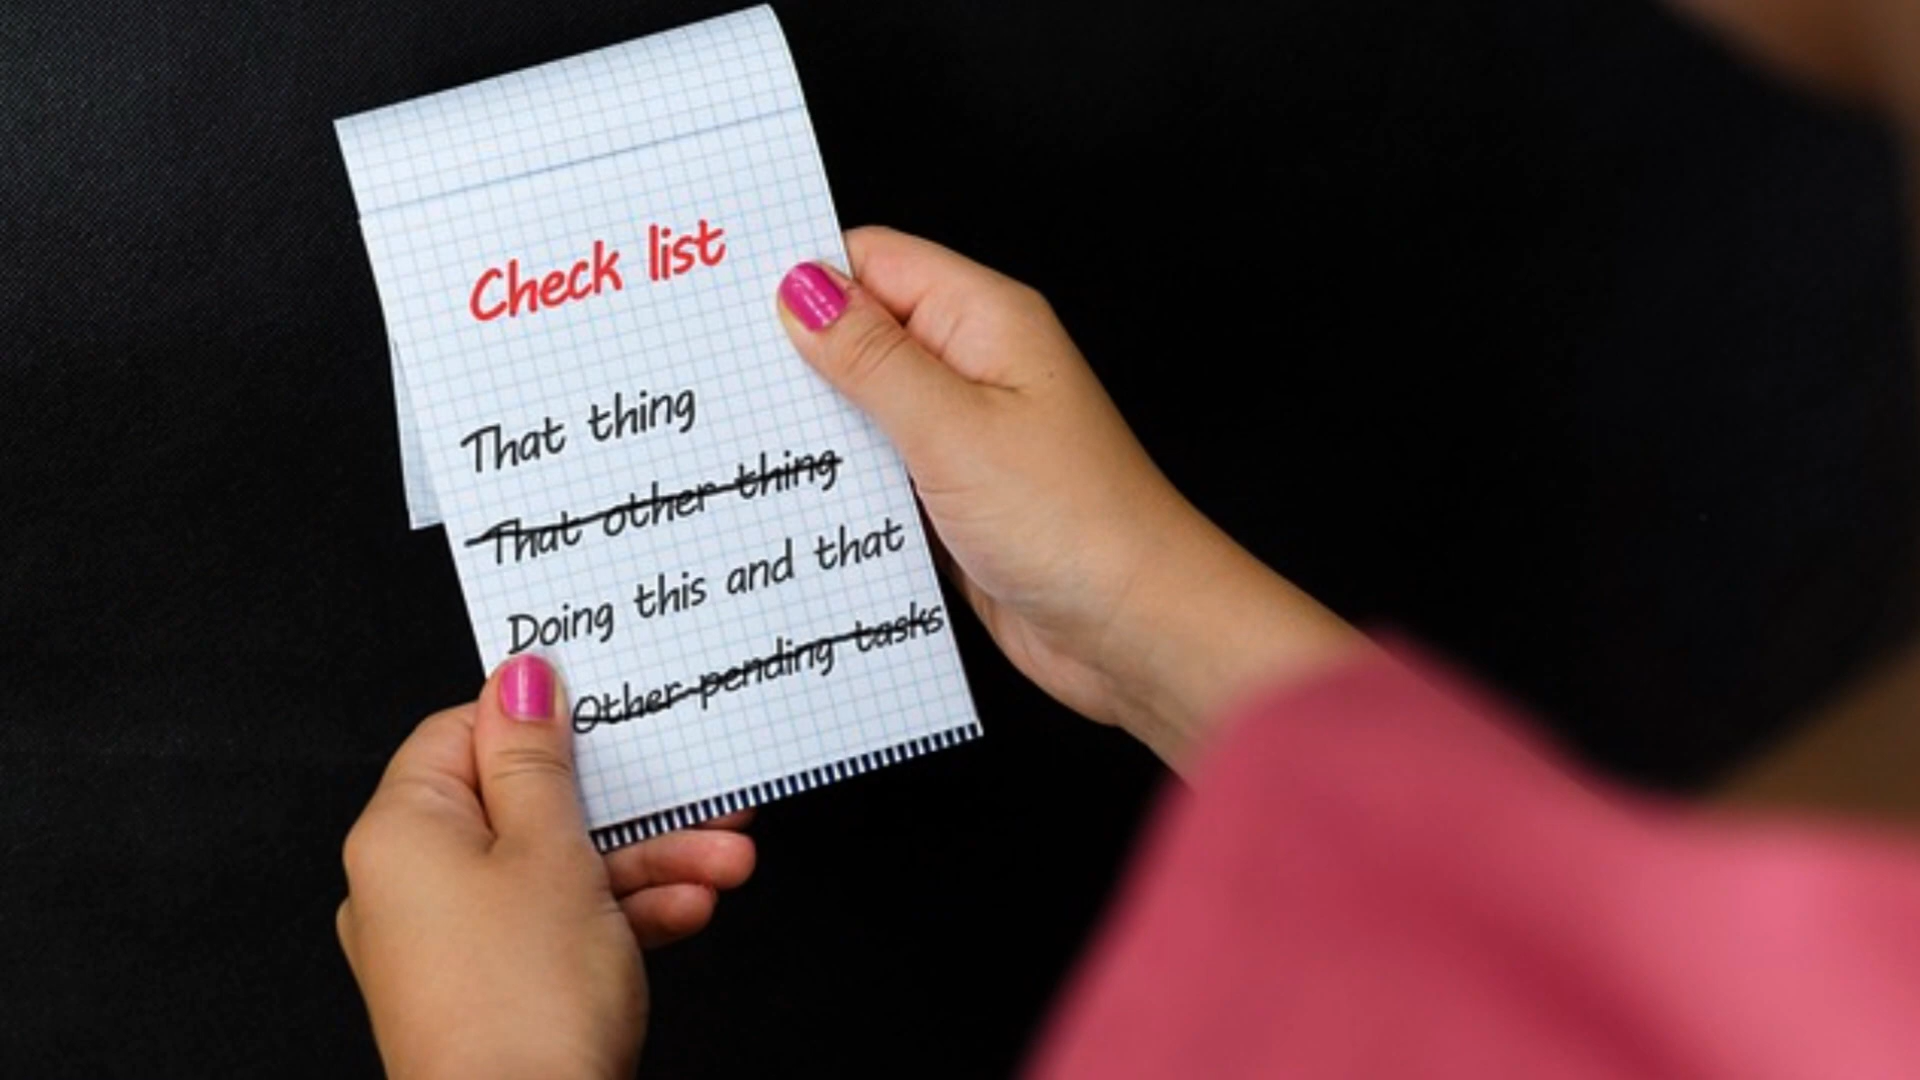 Check list
That thing
That other thing
Doing this and that
Other pending tasks